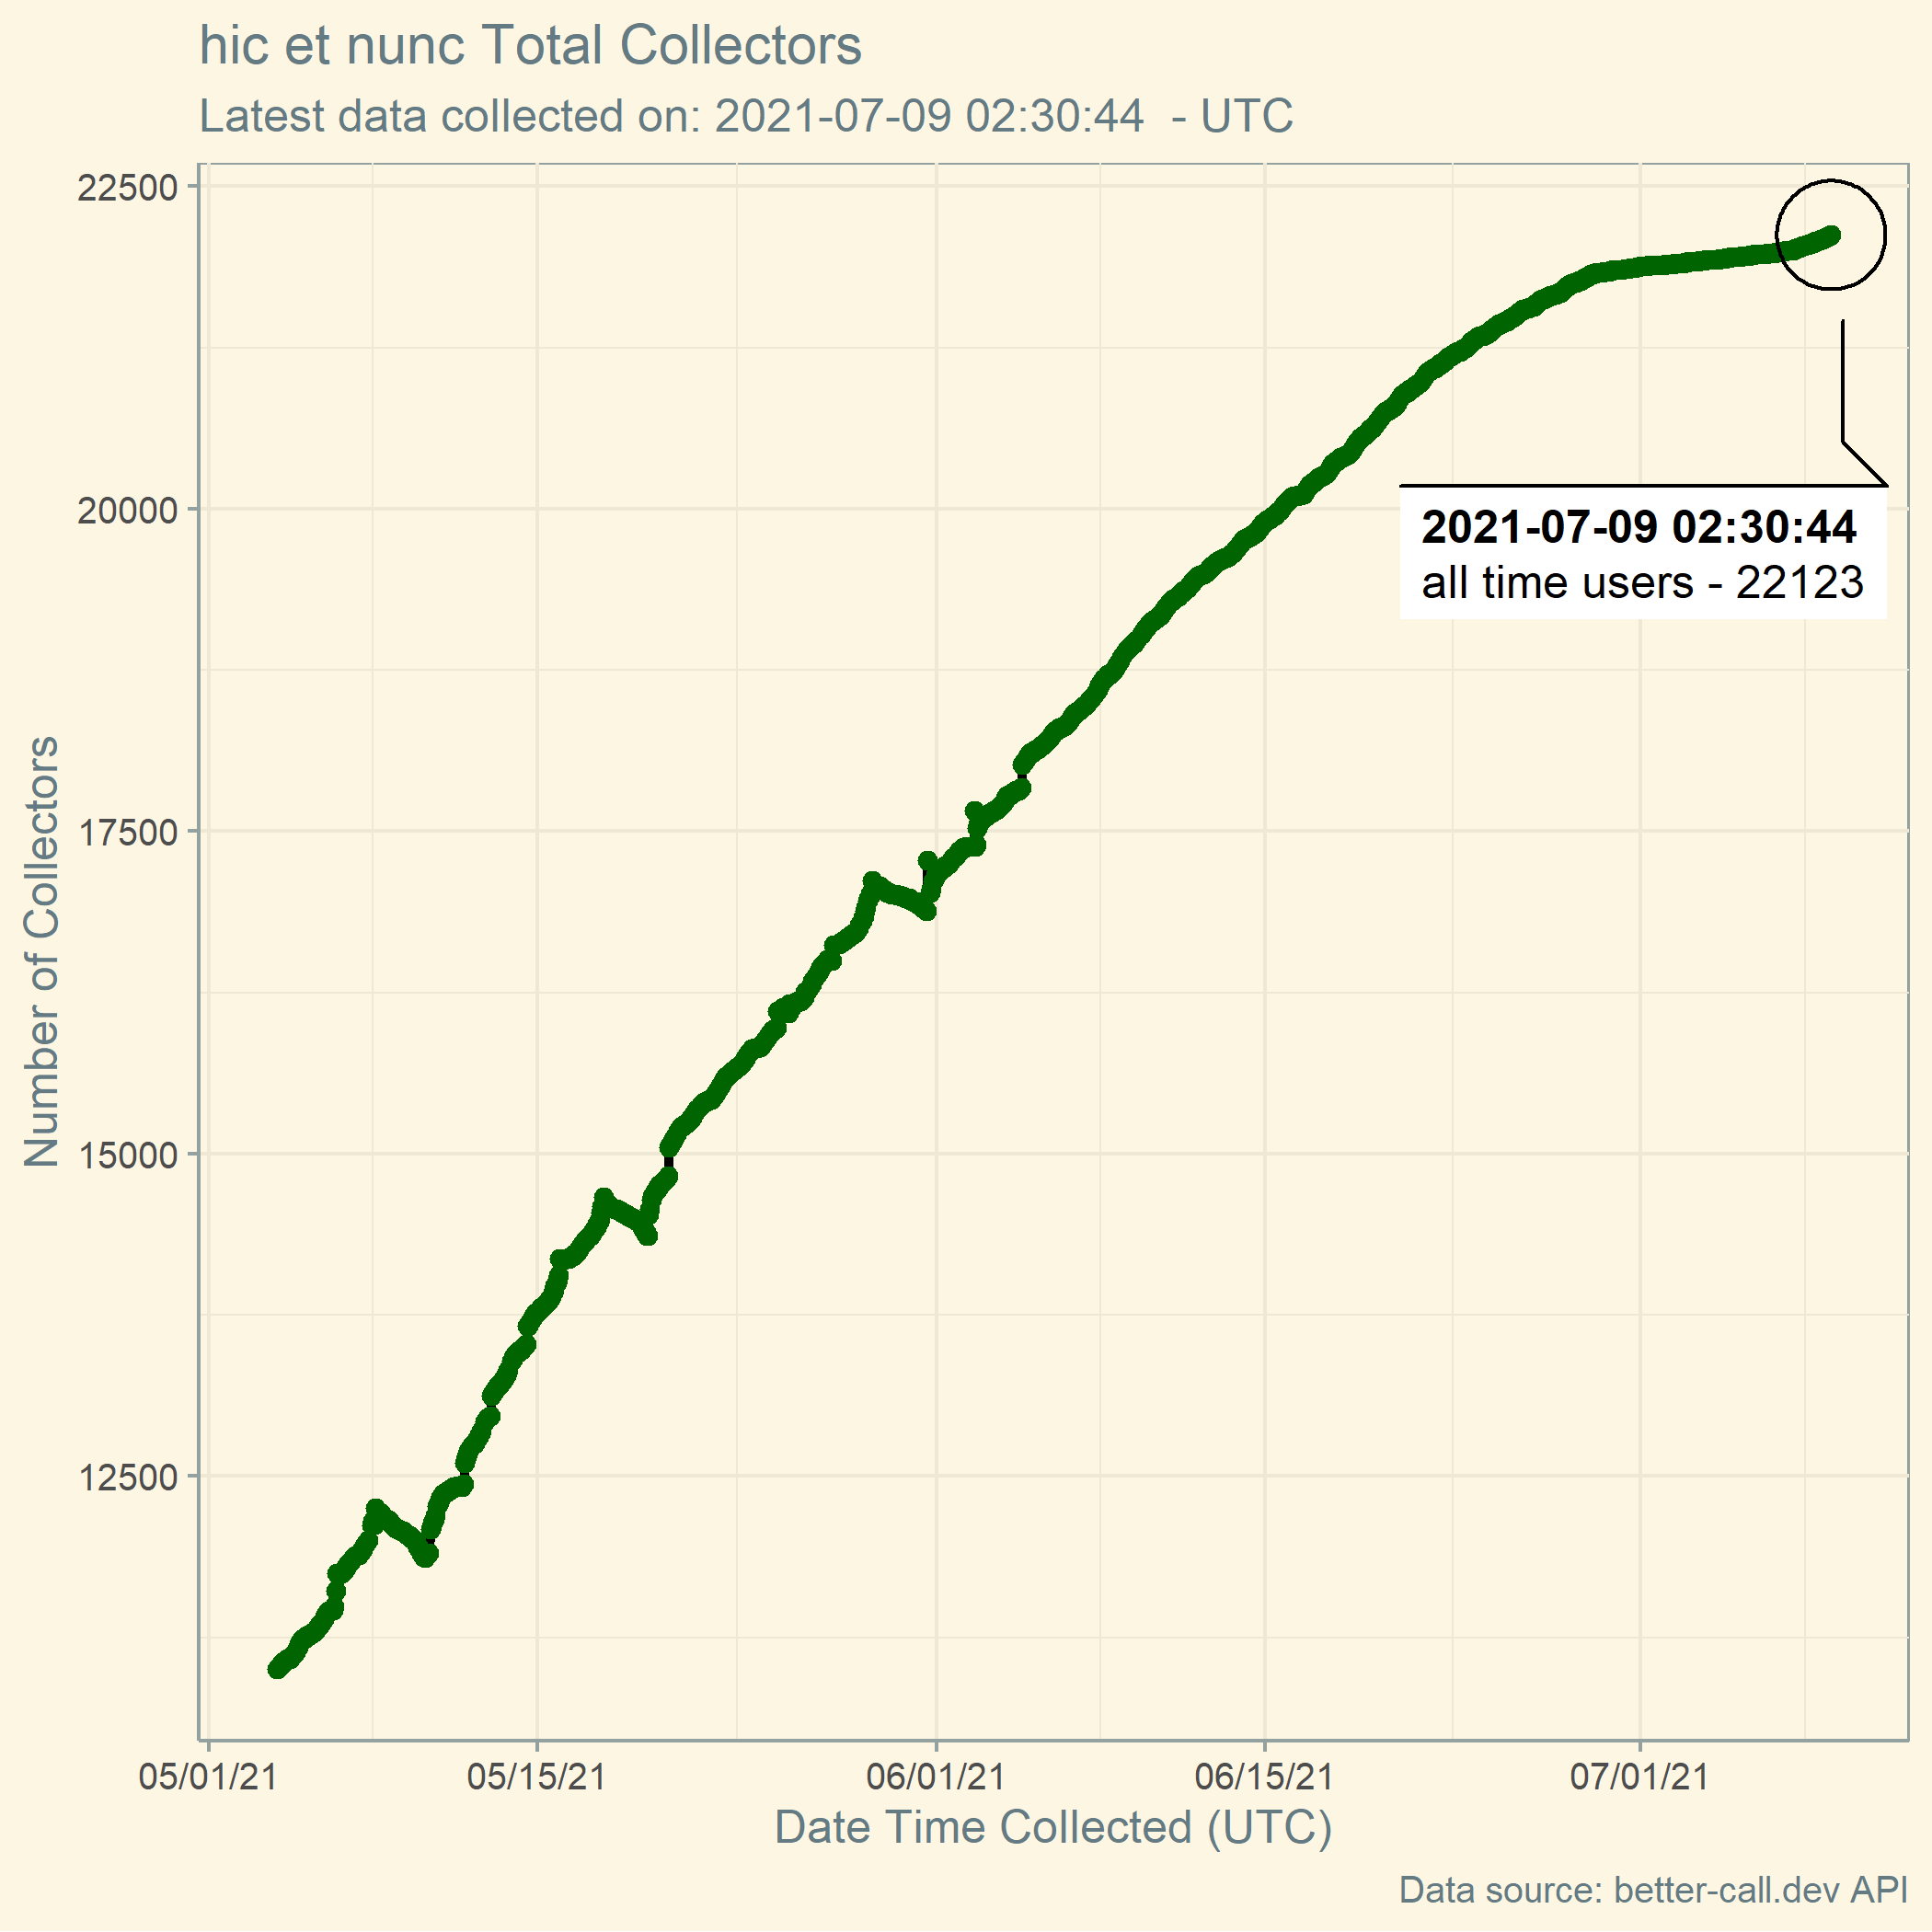 hic et nunc Total Collectors
Latest data collected on: 2021-07-09 02:30:44  - UTC
22500
20000
17500
15000
12500
Number of Collectors
2021-07-09 02:30:44
all time users - 22123
05/01/21 05/15/21 06/01/21 06/15/21 07/01/21
Date Time Collected (UTC)
Data source: better-call.dev API